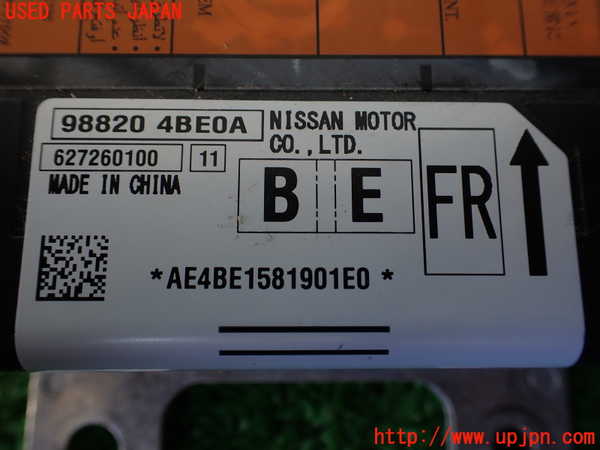 USED PARTS JAPAN
98820 4BE0A
NISSAN MOTOR
CO.,LTD.
627260100
11
MADE IN CHINA
B E
FR
*AE4BE1581901E0 *
★★★ UPJ ★★★
www.upjpn.com